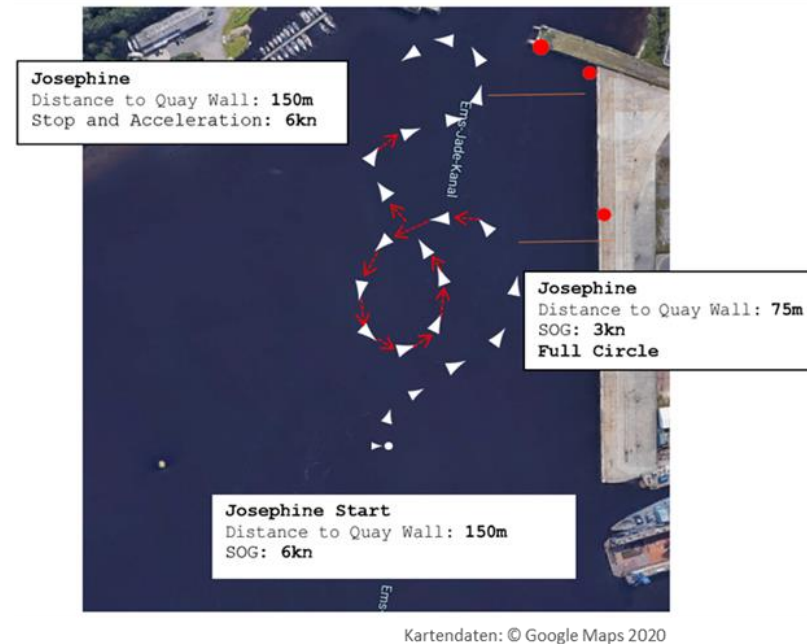 Josephine
Distance to Quay Wall: 150m
Stop and Acceleration: 6kn
Ems-Jade-Kanal
Josephine
Distance to Quay Wall: 75m
SOG: 3kn
Full Circle
Josephine Start
Distance to Quay Wall: 150m
SOG: 6kn
Ems-
Kartendaten: © Google Maps 2020